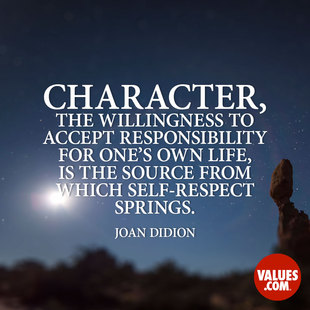 CHARACTER,
THE WILLINGNESS TO
ACCEPT RESPONSIBILITY
FOR ONE'S OWN LIFE,
IS THE SOURCE FROM
WHICH SELF-RESPECT
SPRINGS.
JOAN DIDION
VALUES
.COM